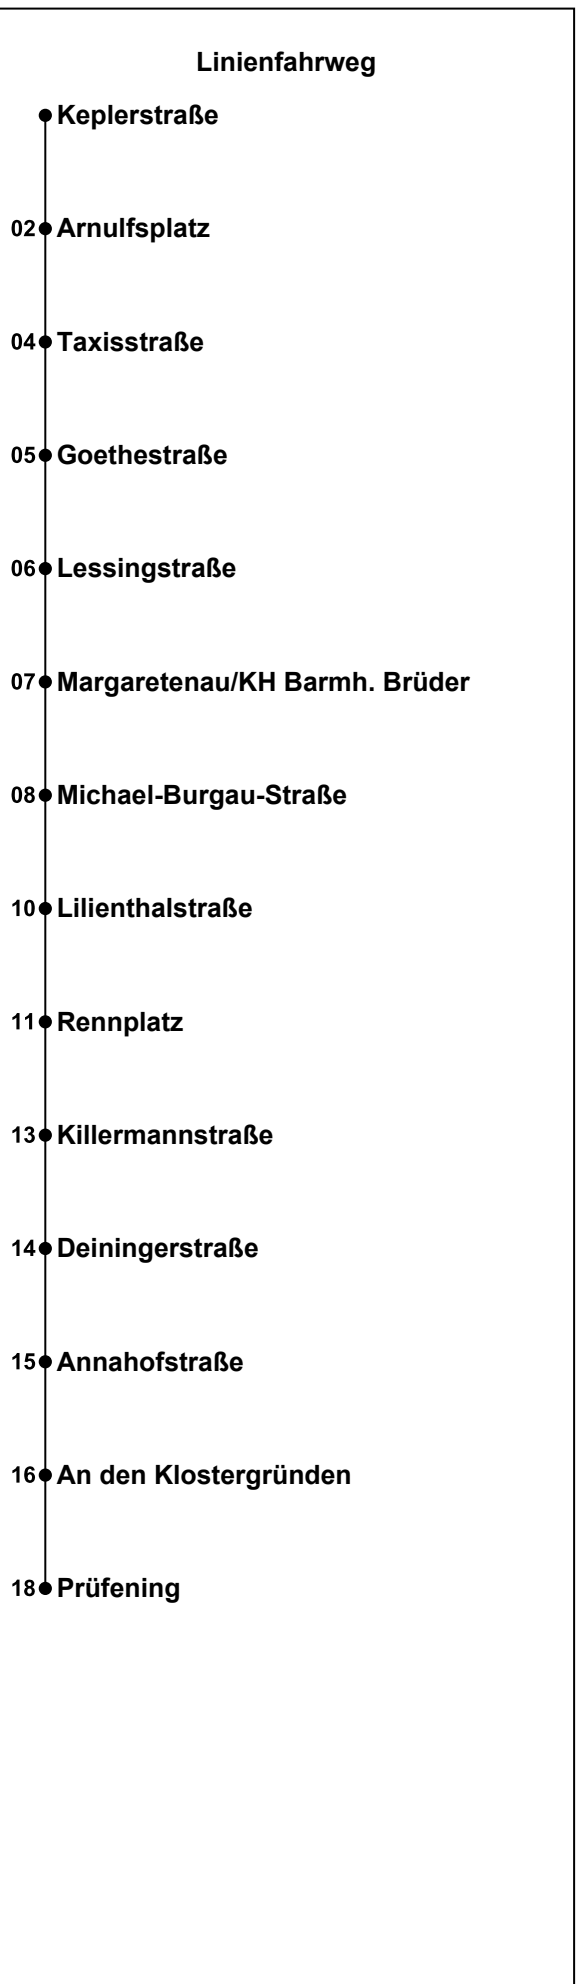 Linienfahrweg
Keplerstraße
02 Arnulfsplatz
04 Taxisstraße
05 Goethestraße
06 Lessingstraße
07 Margaretenau/KH Barmh. Brüder
08 Michael-Burgau-Straße
10 Lilienthalstraße
11 Rennplatz
13 Killermannstraße
14 Deiningerstraße
15 Annahofstraße
16 An den Klostergründen
18 Prüfening